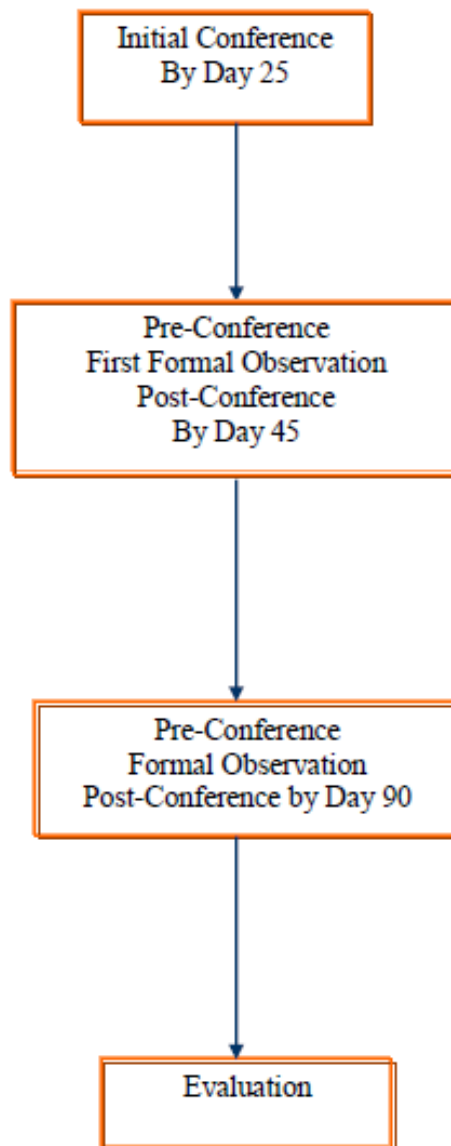 Initial Conference
By Day 25
Pre-Conference
First Formal Observation
Post-Conference
By Day 45
Pre-Conference
Formal Observation
Post-Conference by Day 90
Evaluation